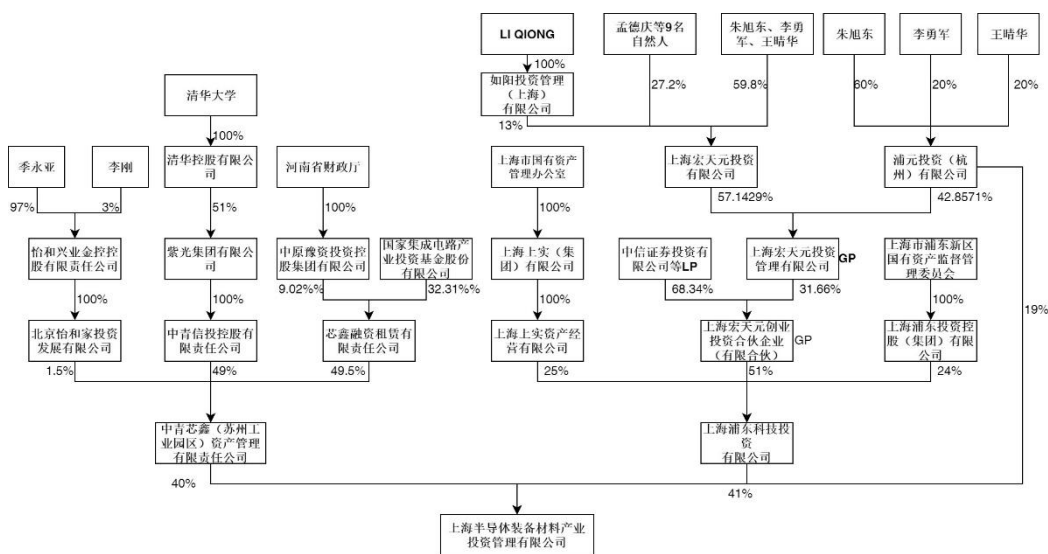 LI QIONG
孟德庆等9名
自然人
朱旭东、李勇
军、王晴华
朱旭东
李勇军
王晴华
100%
27.2%
59.8%
60%
20%
20%
如阳投资管理
（上海）
有限公司
13%
清华大学
100%
季永亚
李刚
清华控股有限公
司
河南省财政厅
上海市国有资产
管理办公室
上海宏天元投资
有限公司
浦元投资（杭
州）有限公司
97%
3%
51%
100%
100%
57.1429%
42.8571%
怡和兴业金控控
股有限责任公司
紫光集团有限公
司
中原豫资投资控
股集团有限公司
国家集成电路产
业投资基金股份
有限公司
上海上实（集
团）有限公司
中信证券投资有
限公司等LP
上海宏天元投资
管理有限公司
GP
上海市浦东新区
国有资产监督管
理委员会
100%
100%
9.02%%
32.31%%
100%
68.34%
31.66%
100%
19%
北京怡和家投资
发展有限公司
中青信投控股有
限责任公司
芯鑫融资租赁有
限责任公司
上海上实资产经
营有限公司
上海宏天元创业
投资合伙企业
（有限合伙）
GP
上海浦东投资控
股（集团）有限
公司
1.5%
49%
49.5%
25%
51%
24%
中青芯鑫（苏州工
业园区）资产管理
有限责任公司
上海浦东科技投
资
有限公司
40%
41%
上海半导体装备材料产业
投资管理有限公司